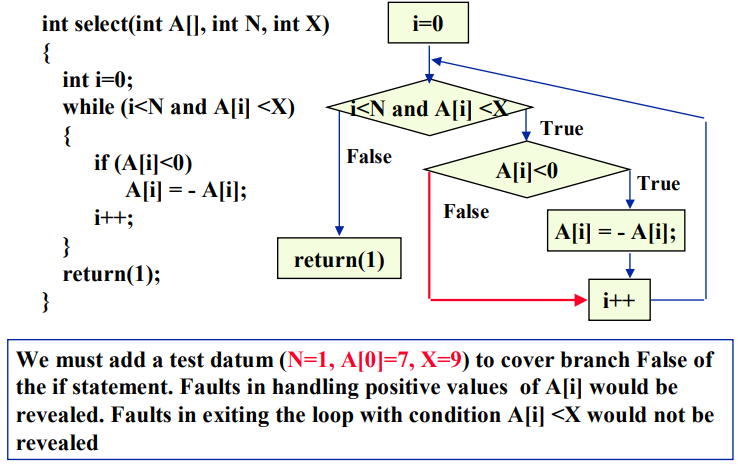 int select(int A[], int N, int X)
{
int i=0;
while (i<N and A[i] <X)
{
if (A[i]<0)
A[i] = - A[i];
i++;
}
return(1);
}
i=0
i<N and A[i] <X
True
False
A[i]<0
True
False
A[i] = - A[i];
return(1)
i++
We must add a test datum (N=1, A[0]=7, X=9) to cover branch False of
the if statement. Faults in handling positive values of A[i] would be
revealed. Faults in exiting the loop with condition A[i] <X would not be
revealed